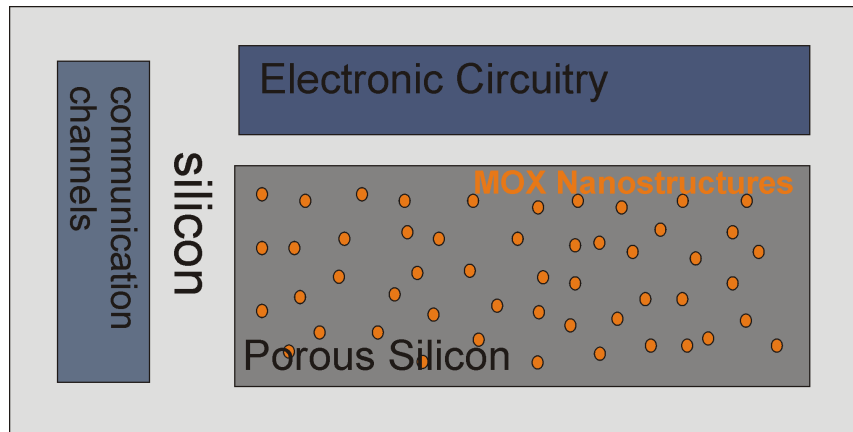 Electronic Circuitry
communication
channels
silicon
MOX Nanostructures
Porous Silicon